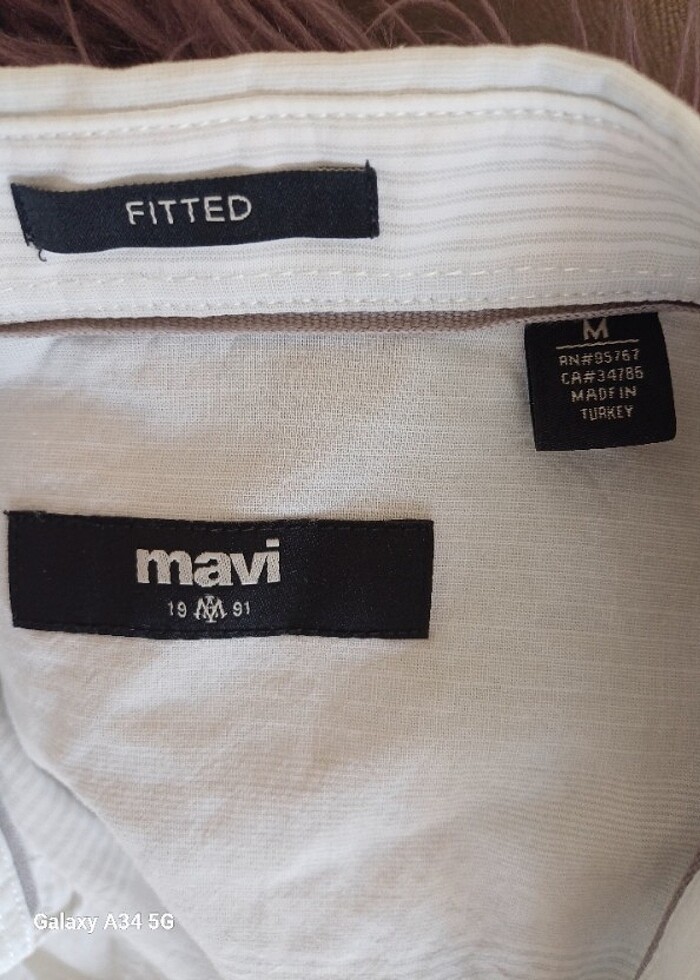 FITTED
M
RN#95767
CA#34786
MADE IN
TURKEY
mavi
19 91
Galaxy A34 5G